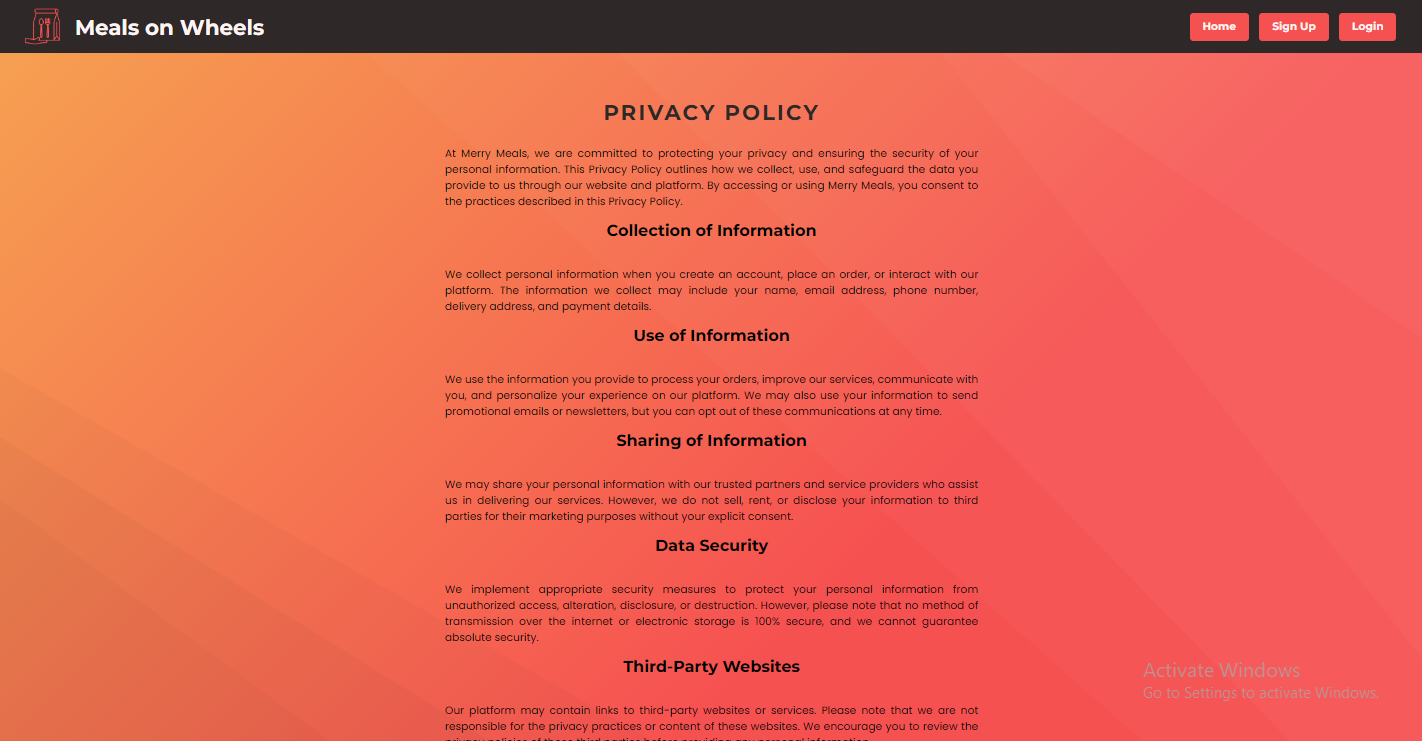 Meals on Wheels
Home
Sign Up
Login
PRIVACY POLICY
At Merry Meals, we are committed to protecting your privacy and ensuring the security of your
personal information. This Privacy Policy outlines how we collect, use, and safeguard the data you
provide to us through our website and platform. By accessing or using Merry Meals, you consent to
the practices described in this Privacy Policy.
Collection of Information
We collect personal information when you create an account, place an order, or interact with our
platform. The information we collect may include your name, email address, phone number,
delivery address, and payment details.
Use of Information
We use the information you provide to process your orders, improve our services, communicate with
you, and personalize your experience on our platform. We may also use your information to send
promotional emails or newsletters, but you can opt out of these communications at any time.
Sharing of Information
We may share your personal information with our trusted partners and service providers who assist
us in delivering our services. However, we do not sell, rent, or disclose your information to third
parties for their marketing purposes without your explicit consent.
Data Security
We implement appropriate security measures to protect your personal information from
unauthorized access, alteration, disclosure, or destruction. However, please note that no method of
transmission over the internet or electronic storage is 100% secure, and we cannot guarantee
absolute security.
Third-Party Websites
Our platform may contain links to third-party websites or services. Please note that we are not
responsible for the privacy practices or content of these websites. We encourage you to review the
privacy policies of these third parties before providing any personal information.
Activate Windows
Go to Settings to activate Windows.